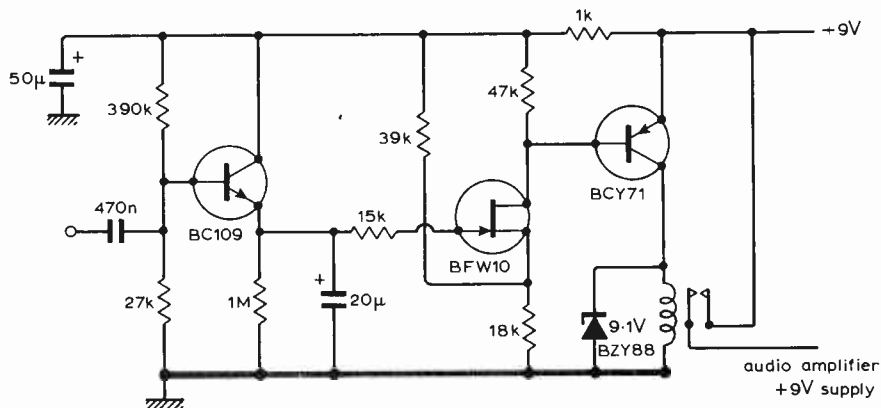 1k
+9V
+
50μ
390k
47k
39k
BCY71
470n
BC109
15k
BFW10
27k
1M
+
20μ
18k
9·1V
BZY88
audio amplifier
+9V supply